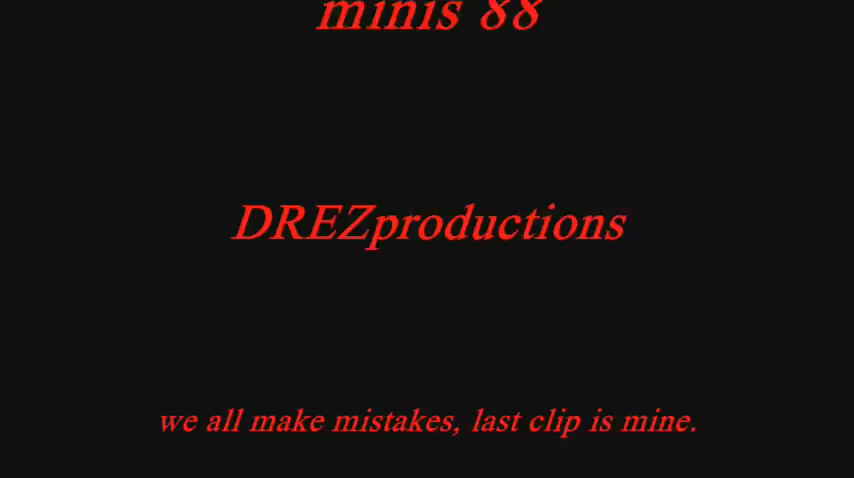 minis 88
DREZproductions
we all make mistakes, last clip is mine.